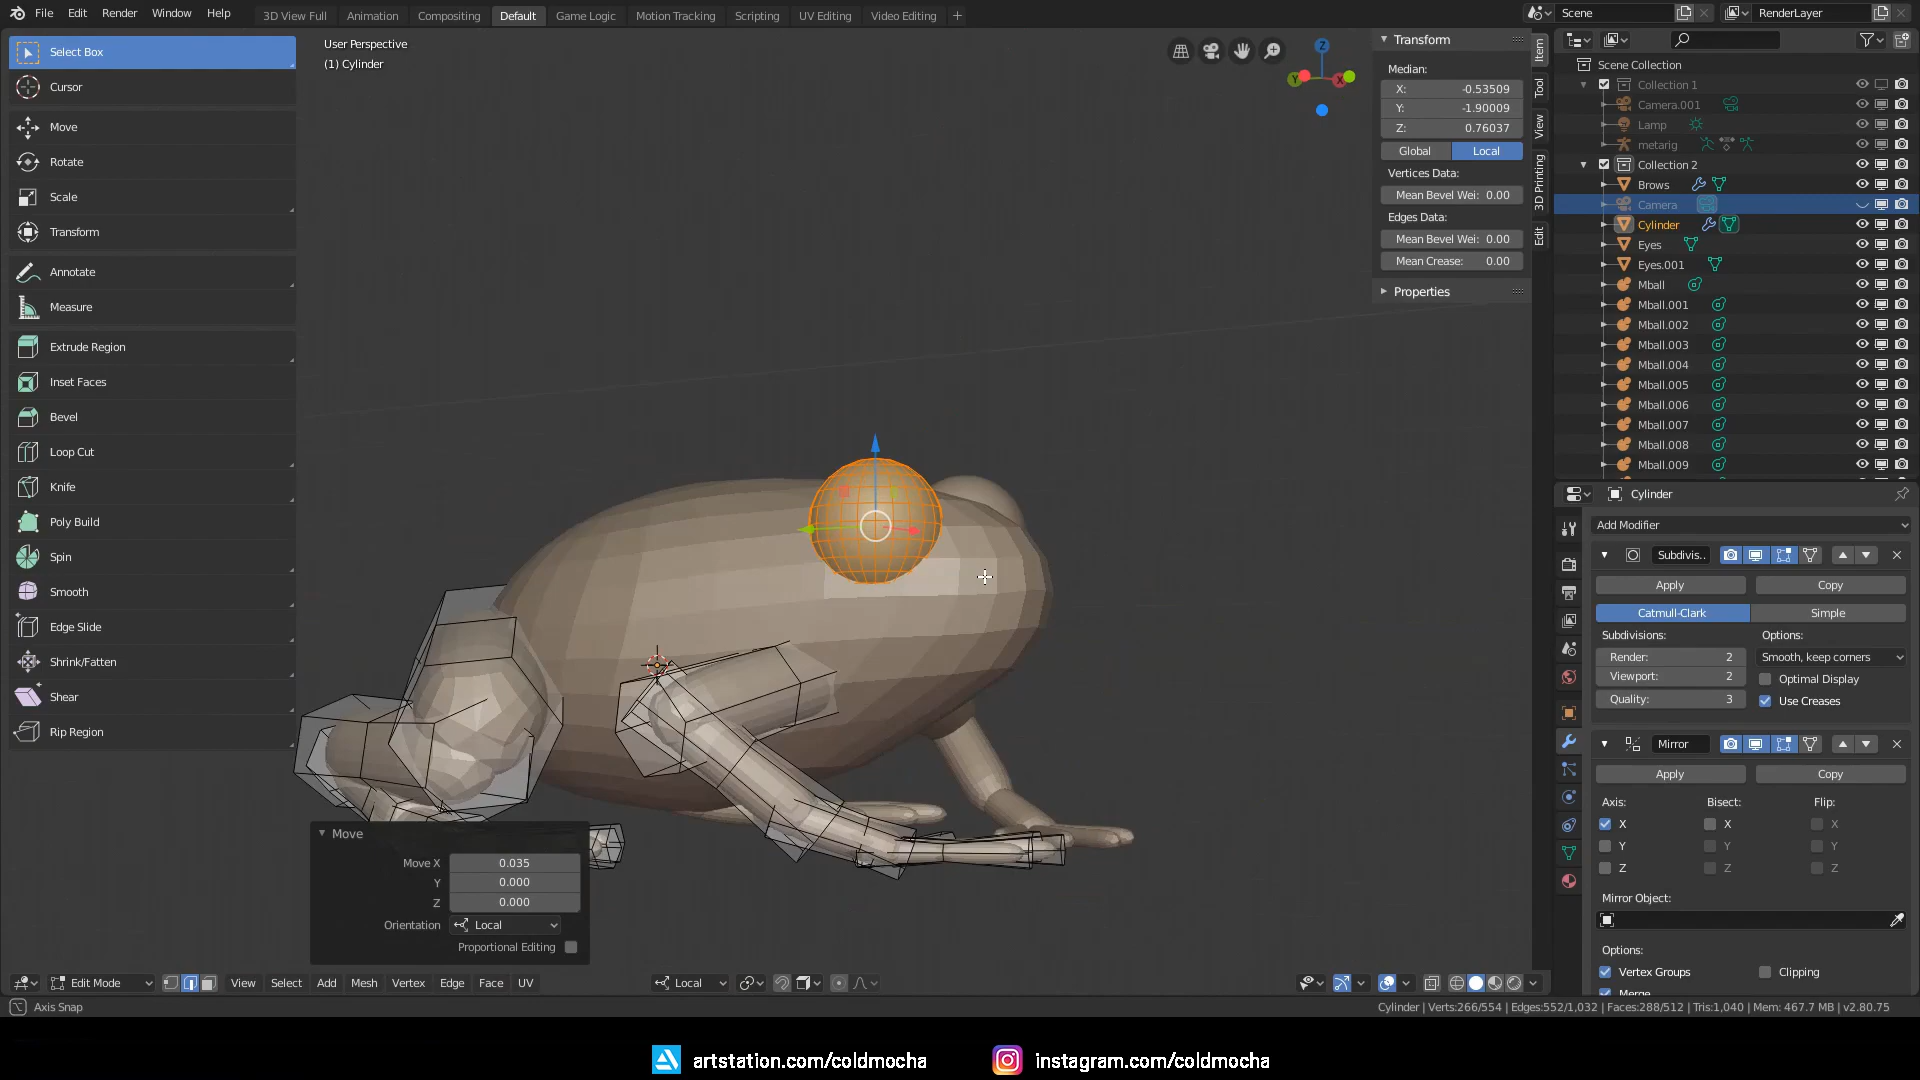 File Edit Render Window Help 3D View Full Animation Compositing Default Game Logic Motion Tracking Scripting UV Editing Video Editing + Scene RenderLayer
Select Box
Cursor
Move
Rotate
Scale
Transform
Annotate
Measure
Extrude Region
Inset Faces
Bevel
Loop Cut
Knife
Poly Build
Spin
Smooth
Edge Slide
Shrink/Fatten
Shear
Rip Region
User Perspective
(1) Cylinder
Z
Y
X
Transform
Median:
X: -0.53509
Y: -1.90009
Z: 0.76037
Global Local
Vertices Data:
Mean Bevel Wei: 0.00
Edges Data:
Mean Bevel Wei: 0.00
Mean Crease: 0.00
Properties
Item
Tool
View
3D Printing
Edit
Scene Collection
Collection 1
Camera.001
Lamp
metarig
Collection 2
Brows
Camera
Cylinder
Eyes
Eyes.001
Mball
Mball.001
Mball.002
Mball.003
Mball.004
Mball.005
Mball.006
Mball.007
Mball.008
Mball.009
Cylinder
Add Modifier
Subdivis..
Apply Copy
Catmull-Clark Simple
Subdivisions: Options:
Render: 2 Smooth, keep corners
Viewport: 2 Optimal Display
Quality: 3 Use Creases
Mirror
Apply Copy
Axis: Bisect: Flip:
X X X
Y Y Y
Z Z Z
Mirror Object:
Options:
Vertex Groups Clipping
Merge
Move
Move X 0.035
Y 0.000
Z 0.000
Orientation Local
Proportional Editing
Edit Mode View Select Add Mesh Vertex Edge Face UV Local
Axis Snap Cylinder | Verts:266/554 | Edges:552/1,032 | Faces:288/512 | Tris:1,040 | Mem: 467.7 MB | v2.80.75
artstation.com/coldmocha instagram.com/coldmocha